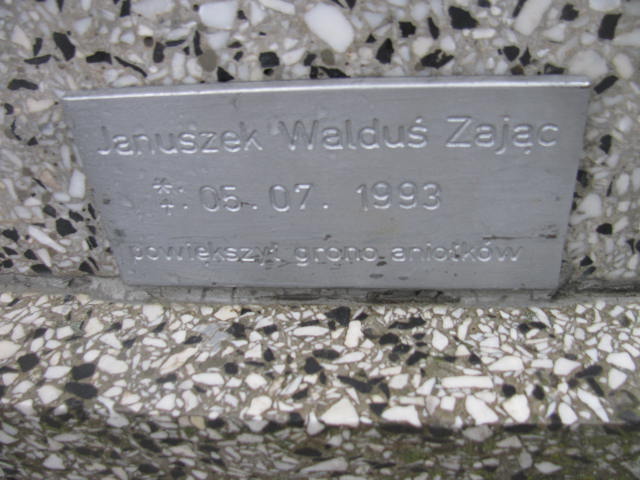 Januszek Walduś Zając
*: 05. 07. 1993
powiększył grono aniołków